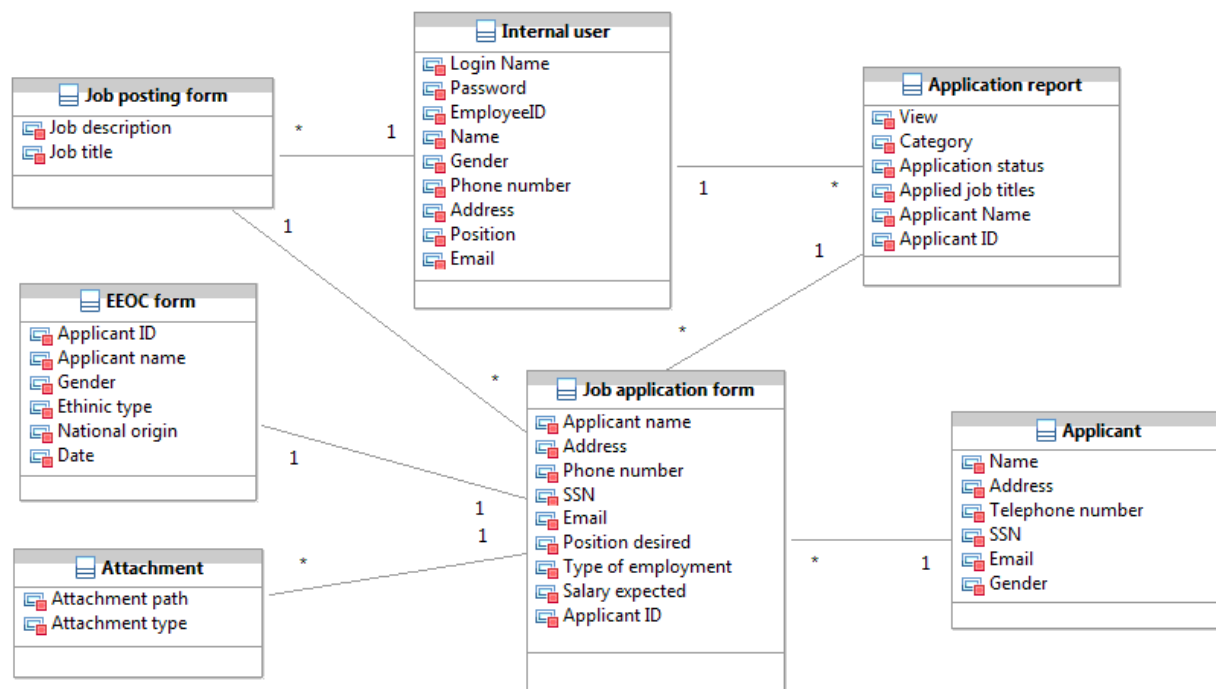 Internal user
Login Name
Password
EmployeeID
Name
Gender
Phone number
Address
Position
Email
Job posting form
Job description
Job title
* 1
Application report
View
Category
Application status
Applied job titles
Applicant Name
Applicant ID
1 *
1
*
1
*
EEOC form
Applicant ID
Applicant name
Gender
Ethinic type
National origin
Date
1
1
Job application form
Applicant name
Address
Phone number
SSN
Email
Position desired
Type of employment
Salary expected
Applicant ID
Applicant
Name
Address
Telephone number
SSN
Email
Gender
* 1
Attachment
Attachment path
Attachment type
* 1